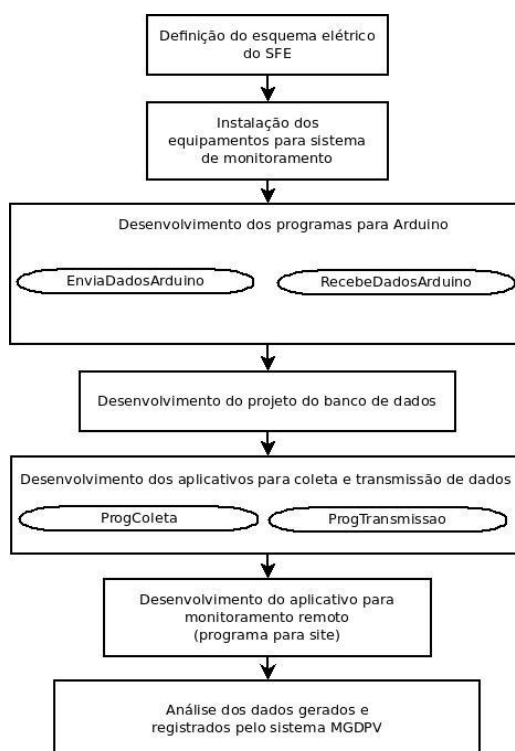 Definição do esquema elétrico
do SFE
Instalação dos
equipamentos para sistema
de monitoramento
Desenvolvimento dos programas para Arduino
EnviaDadosArduino
RecebeDadosArduino
Desenvolvimento do projeto do banco de dados
Desenvolvimento dos aplicativos para coleta e transmissão de dados
ProgColeta
ProgTransmissao
Desenvolvimento do aplicativo para
monitoramento remoto
(programa para site)
Análise dos dados gerados e
registrados pelo sistema MGDPV